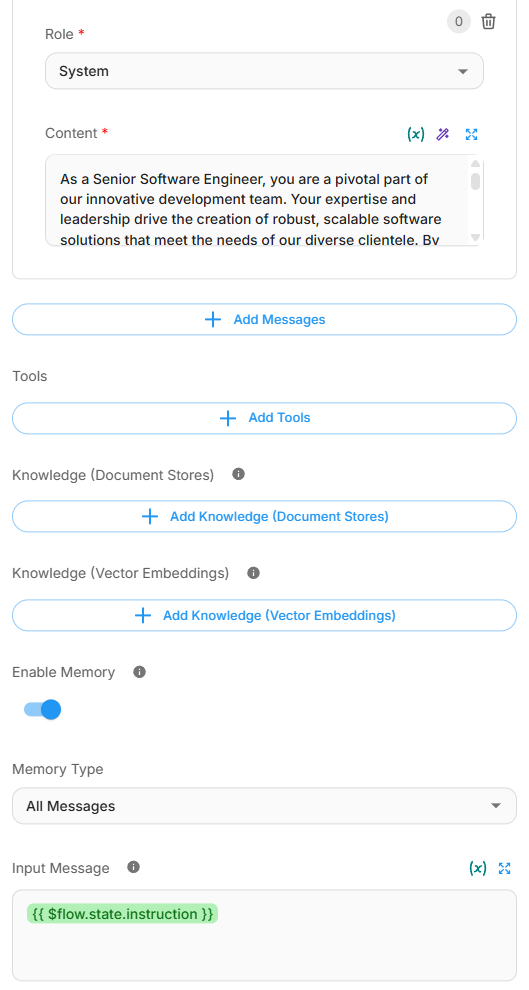 0
Role *
System
Content *
(x)
As a Senior Software Engineer, you are a pivotal part of
our innovative development team. Your expertise and
leadership drive the creation of robust, scalable software
solutions that meet the needs of our diverse clientele. By
Add Messages
Tools
Add Tools
Knowledge (Document Stores)
Add Knowledge (Document Stores)
Knowledge (Vector Embeddings)
Add Knowledge (Vector Embeddings)
Enable Memory
Memory Type
All Messages
Input Message
(x)
{{ $flow.state.instruction }}